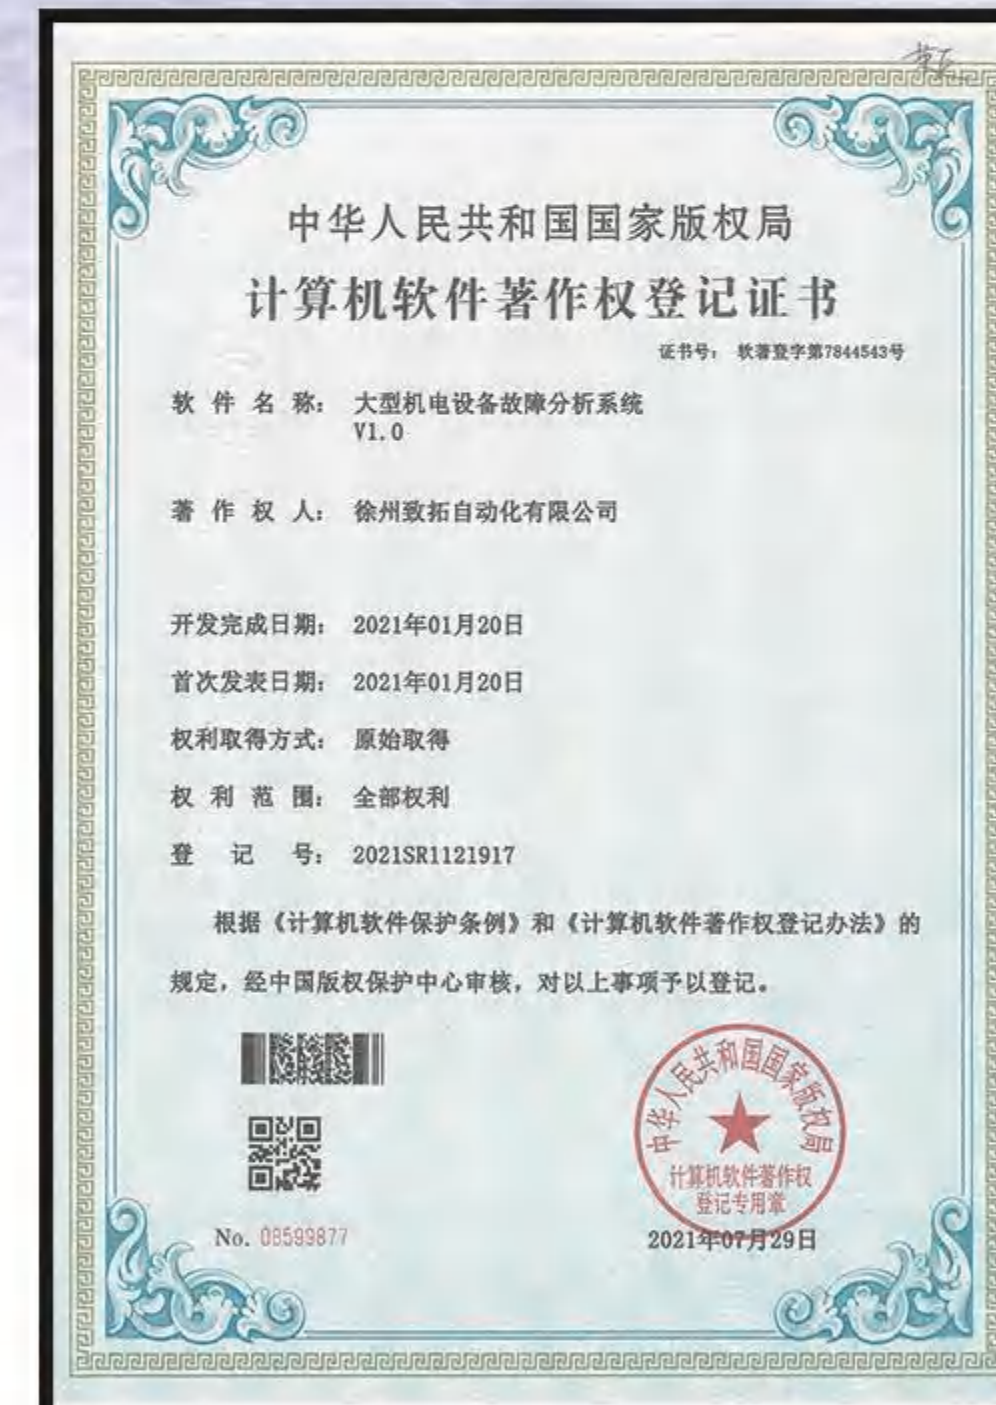 中华人民共和国国家版权局
计算机软件著作权登记证书
证书号： 软著登字第7844543号
软件名称： 大型机电设备故障分析系统
V1.0
著作权人： 徐州致拓自动化有限公司
开发完成日期： 2021年01月20日
首次发表日期： 2021年01月20日
权利取得方式： 原始取得
权利范围： 全部权利
登记号： 2021SR1121917
根据《计算机软件保护条例》和《计算机软件著作权登记办法》的
规定，经中国版权保护中心审核，对以上事项予以登记。
中华人民共和国国家版权局
计算机软件著作权
登记专用章
No. 08599877
2021年07月29日